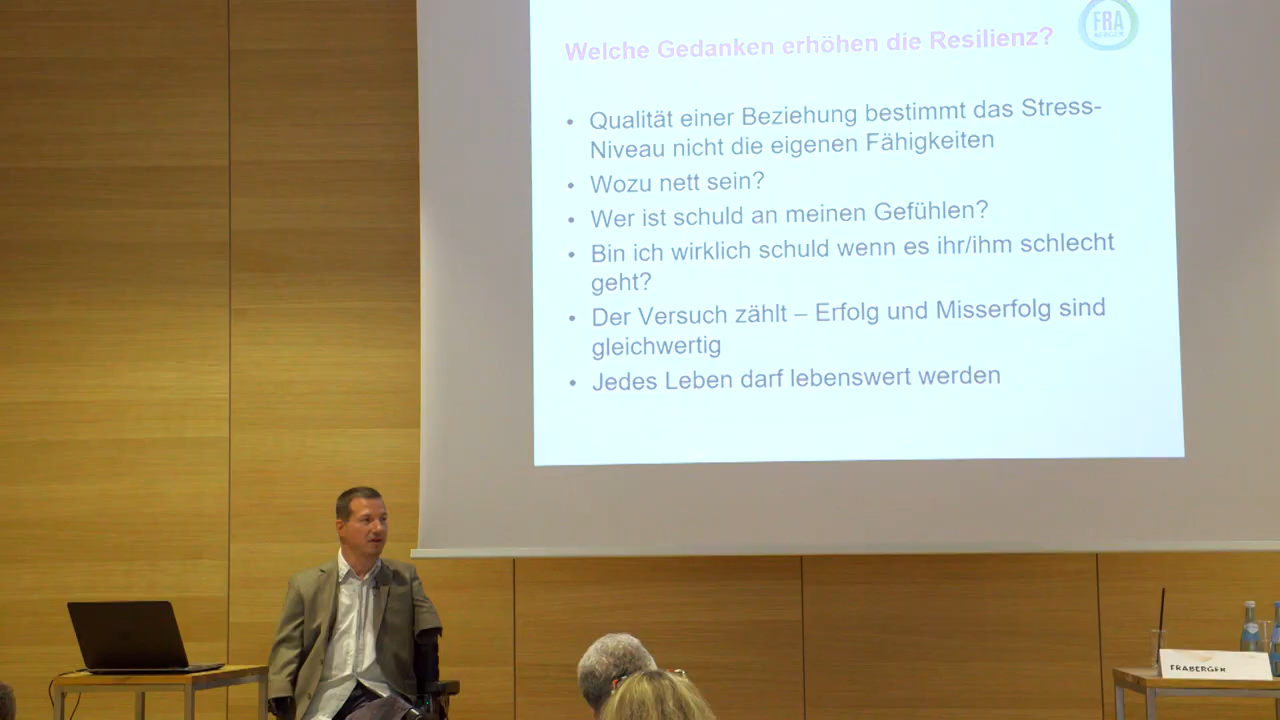 FRA
BERGER
Welche Gedanken erhöhen die Resilienz?
• Qualität einer Beziehung bestimmt das Stress-
Niveau nicht die eigenen Fähigkeiten
• Wozu nett sein?
• Wer ist schuld an meinen Gefühlen?
• Bin ich wirklich schuld wenn es ihr/ihm schlecht
geht?
• Der Versuch zählt – Erfolg und Misserfolg sind
gleichwertig
• Jedes Leben darf lebenswert werden
FRABERGER